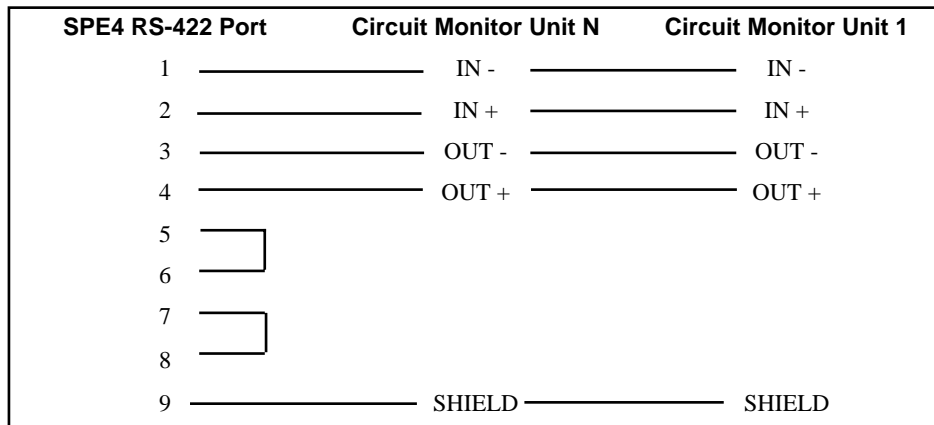 SPE4 RS-422 Port Circuit Monitor Unit N Circuit Monitor Unit 1
1 IN - IN -
2 IN + IN +
3 OUT - OUT -
4 OUT + OUT +
5
6
7
8
9 SHIELD SHIELD